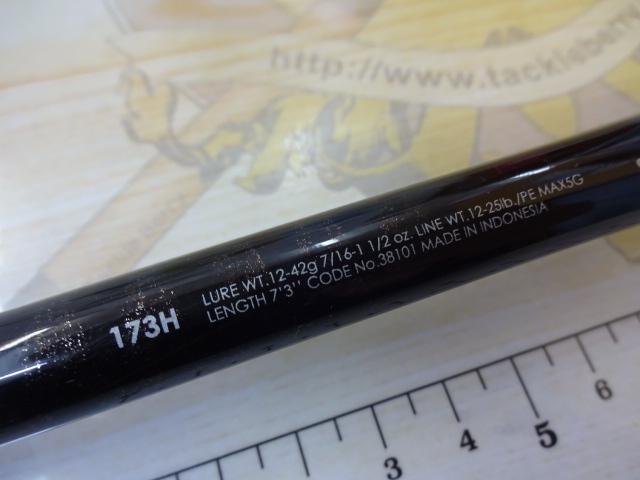 http://www.tackleberry
LURE WT.12-42g 7/16-1 1/2 oz. LINE WT.12-25lb./PE MAX5G
173H
LENGTH 7'3'' CODE No.38101 MADE IN INDONESIA
3 4 5 6